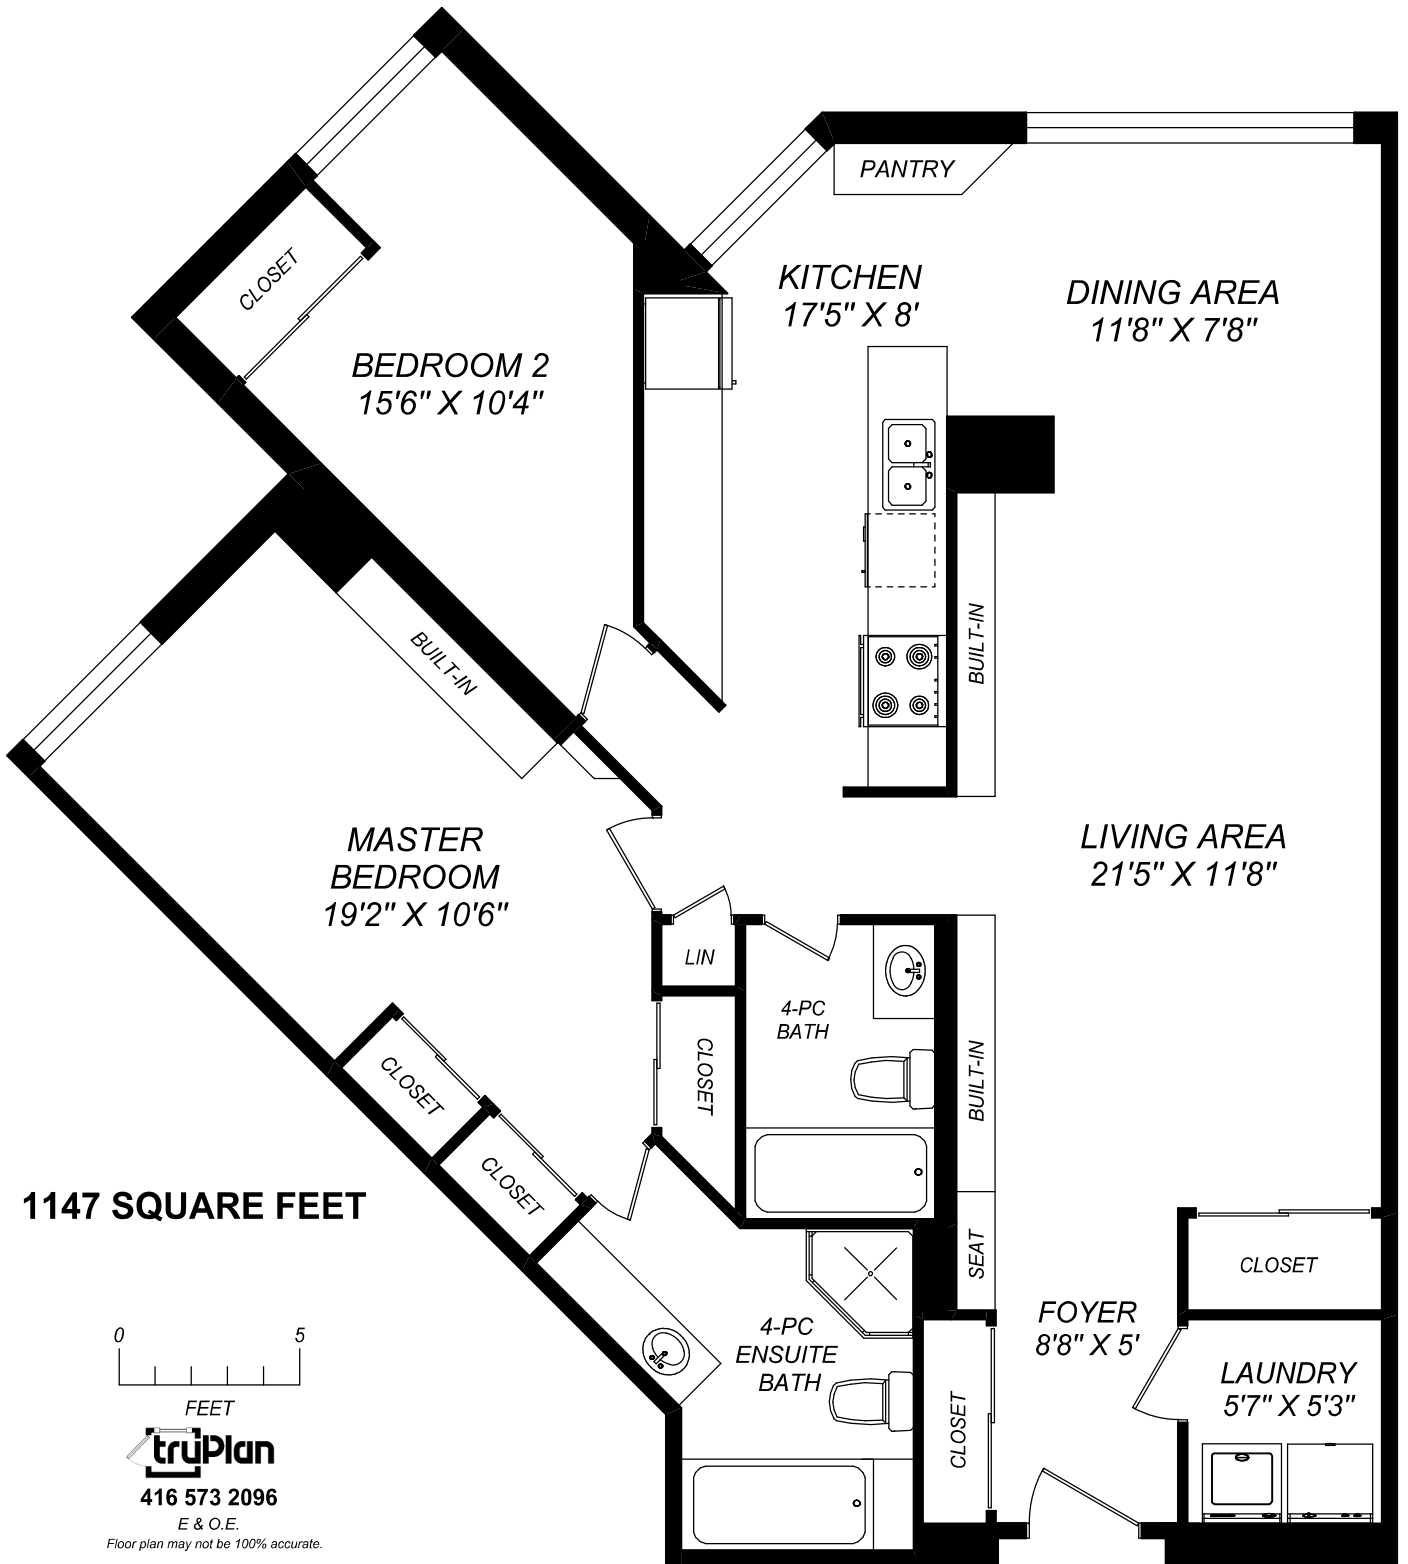 PANTRY
CLOSET
KITCHEN
17'5" X 8'
DINING AREA
11'8" X 7'8"
BEDROOM 2
15'6" X 10'4"
BUILT-IN
BUILT-IN
MASTER
BEDROOM
19'2" X 10'6"
LIVING AREA
21'5" X 11'8"
LIN
4-PC
BATH
CLOSET
CLOSET
BUILT-IN
CLOSET
1147 SQUARE FEET
SEAT
CLOSET
FOYER
8'8" X 5'
4-PC
ENSUITE
BATH
LAUNDRY
5'7" X 5'3"
CLOSET
0 5
FEET
truPlan
416 573 2096
E & O.E.
Floor plan may not be 100% accurate.